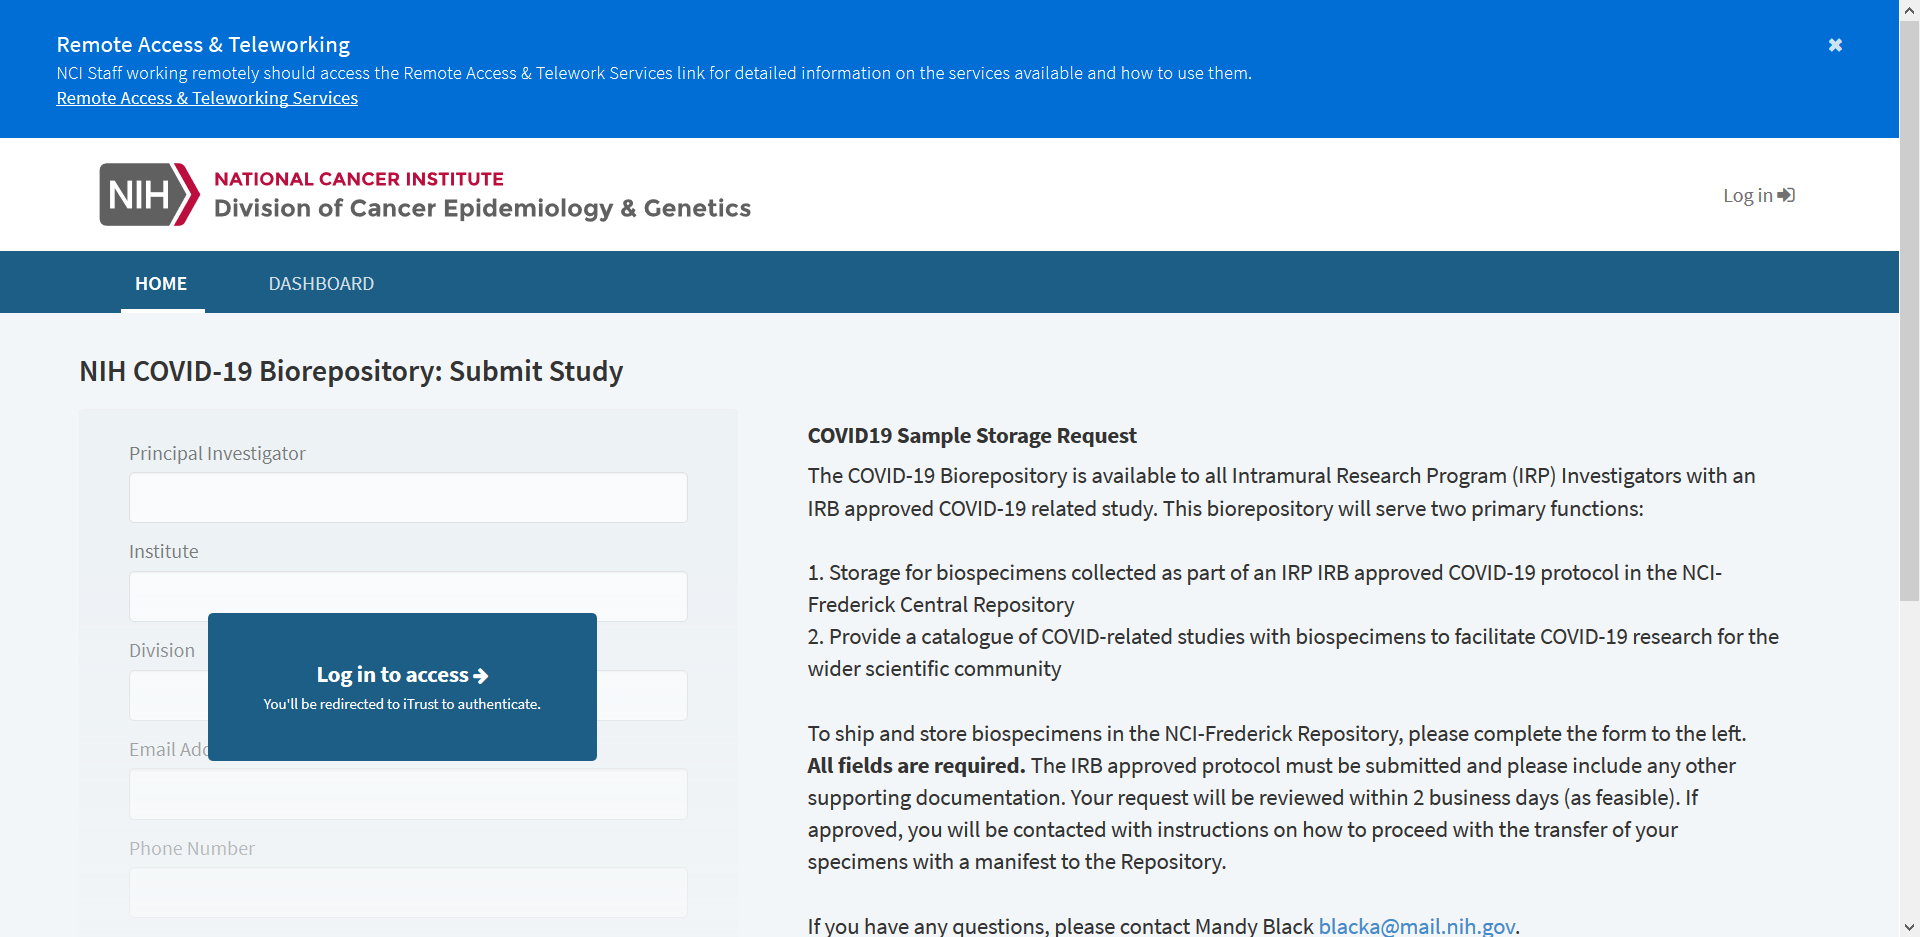 Remote Access & Teleworking
NCI Staff working remotely should access the Remote Access & Telework Services link for detailed information on the services available and how to use them.
Remote Access & Teleworking Services
NIH
NATIONAL CANCER INSTITUTE
Division of Cancer Epidemiology & Genetics
Log in
HOME
DASHBOARD
NIH COVID-19 Biorepository: Submit Study
Principal Investigator
Institute
Division
Log in to access
You'll be redirected to iTrust to authenticate.
Email
Phone Number
COVID19 Sample Storage Request
The COVID-19 Biorepository is available to all Intramural Research Program (IRP) Investigators with an
IRB approved COVID-19 related study. This biorepository will serve two primary functions:
1. Storage for biospecimens collected as part of an IRP IRB approved COVID-19 protocol in the NCI-
Frederick Central Repository
2. Provide a catalogue of COVID-related studies with biospecimens to facilitate COVID-19 research for the
wider scientific community
To ship and store biospecimens in the NCI-Frederick Repository, please complete the form to the left.
All fields are required. The IRB approved protocol must be submitted and please include any other
supporting documentation. Your request will be reviewed within 2 business days (as feasible). If
approved, you will be contacted with instructions on how to proceed with the transfer of your
specimens with a manifest to the Repository.
If you have any questions, please contact Mandy Black blacka@mail.nih.gov.